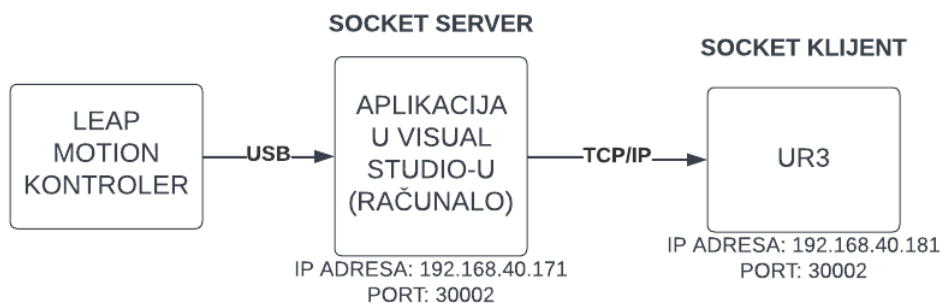 SOCKET SERVER
SOCKET KLIJENT
LEAP
MOTION
KONTROLER
USB
APLIKACIJA
U VISUAL
STUDIO-U
(RAČUNALO)
TCP/IP
UR3
IP ADRESA: 192.168.40.171
PORT: 30002
IP ADRESA: 192.168.40.181
PORT: 30002